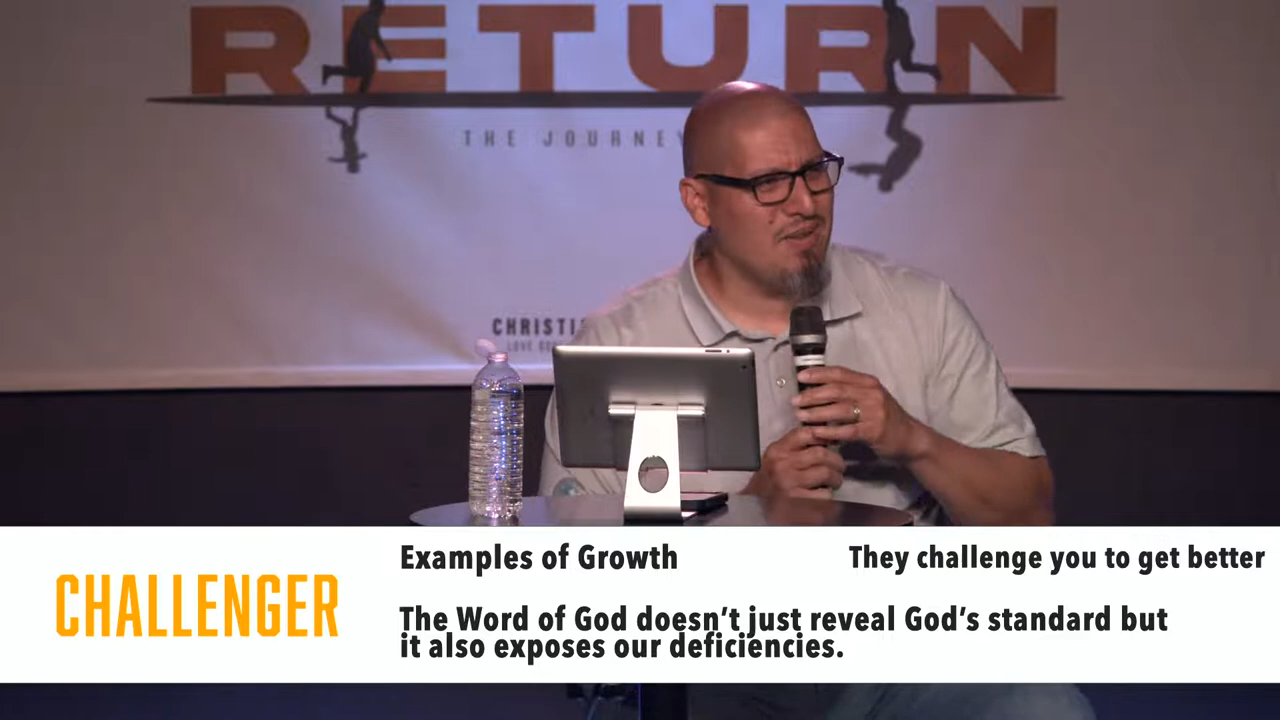 RETURN
THE JOURNEY
CHRISTI
LOVE
CHALLENGER
Examples of Growth
They challenge you to get better
The Word of God doesn’t just reveal God’s standard but
it also exposes our deficiencies.